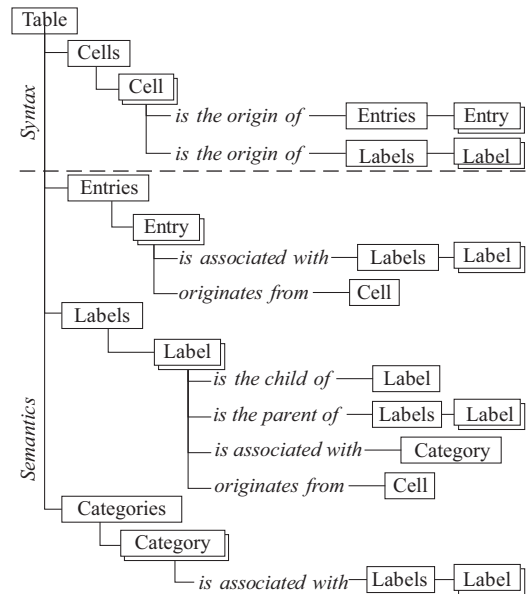 Table
Cells
Cell
is the origin of Entries Entry
is the origin of Labels Label
Syntax
Entries
Entry
is associated with Labels Label
originates from Cell
Labels
Label
is the child of Label
is the parent of Labels Label
is associated with Category
originates from Cell
Semantics
Categories
Category
is associated with Labels Label